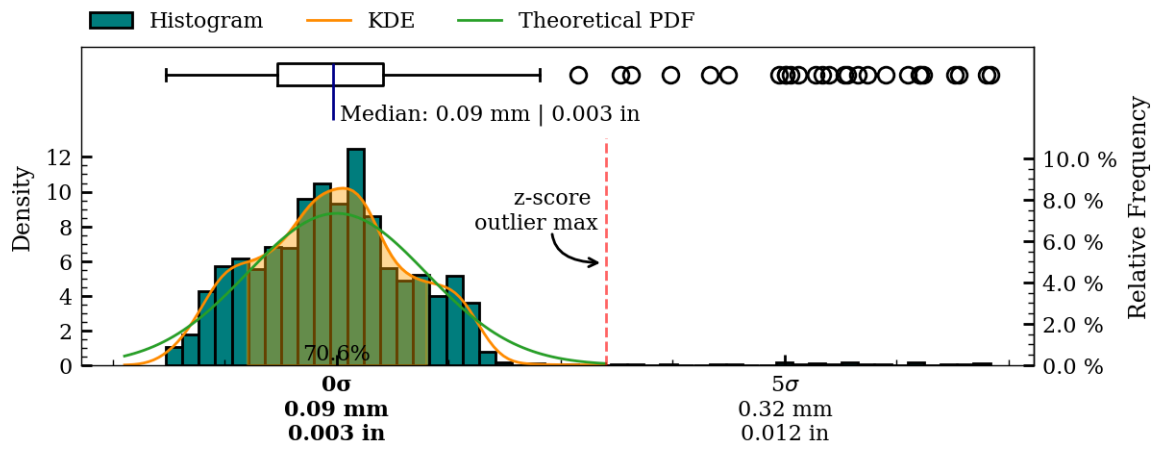 Histogram KDE Theoretical PDF
Median: 0.09 mm | 0.003 in
Density
12
10
8
6
4
2
0
z-score
outlier max
70.6%
10.0 %
8.0 %
6.0 %
4.0 %
2.0 %
0.0 %
Relative Frequency
0σ
0.09 mm
0.003 in
5σ
0.32 mm
0.012 in